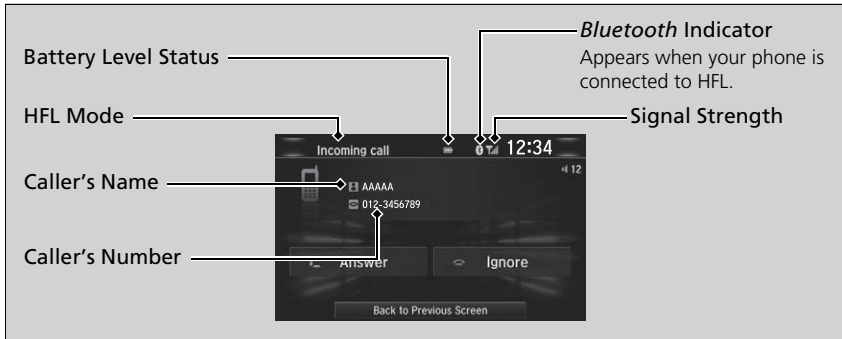 Battery Level Status
Bluetooth Indicator
Appears when your phone is
connected to HFL.
HFL Mode
Signal Strength
Incoming call
12:34
12
Caller's Name
AAAAA
012-3456789
Caller's Number
Answer
Ignore
Back to Previous Screen